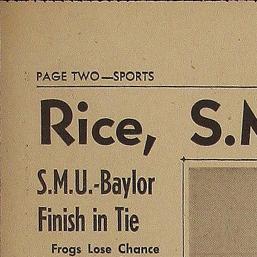 PAGE TWO—SPORTS
Rice, S.M
S.M.U.-Baylor
Finish in Tie
Frogs Lose Chance